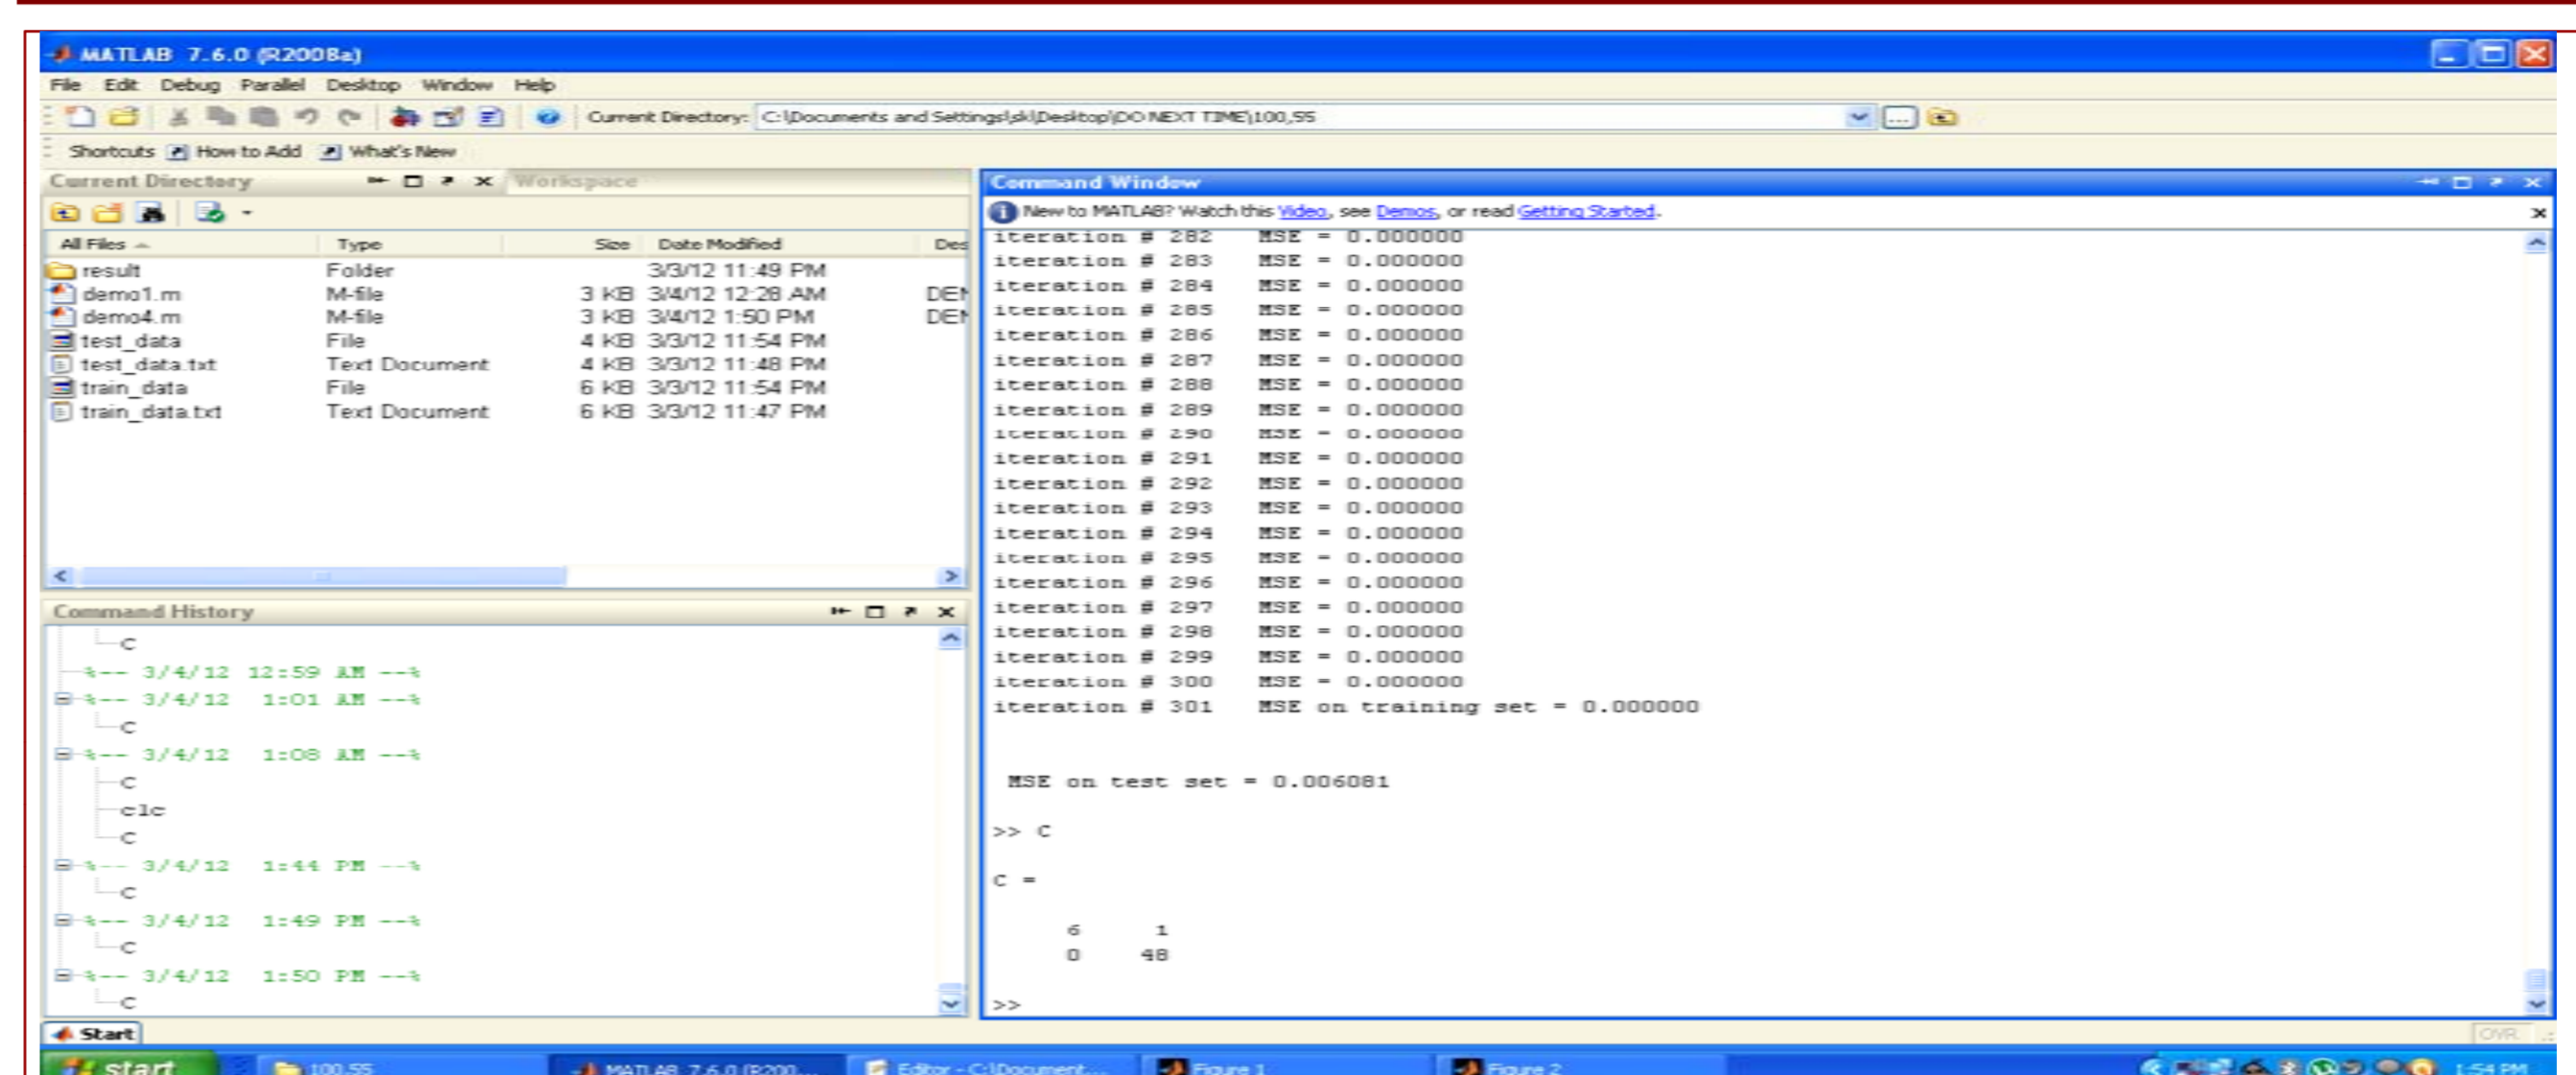 MATLAB 7.6.0 (R2008a)
File Edit Debug Parallel Desktop Window Help
Current Directory: C:\Documents and Settings\sk\Desktop\DO NEXT TIME\100,55
Shortcuts How to Add What's New
Current Directory Workspace
All Files Type Size Date Modified Des
result Folder 3/3/12 11:49 PM
demo1.m M-file 3 KB 3/4/12 12:28 AM DEM
demo4.m M-file 3 KB 3/4/12 1:50 PM DEM
test_data File 4 KB 3/3/12 11:54 PM
test_data.txt Text Document 4 KB 3/3/12 11:48 PM
train_data File 6 KB 3/3/12 11:54 PM
train_data.txt Text Document 6 KB 3/3/12 11:47 PM
Command History
C
%-- 3/4/12 12:59 AM --%
%-- 3/4/12 1:01 AM --%
C
%-- 3/4/12 1:08 AM --%
C
clc
C
%-- 3/4/12 1:44 PM --%
C
%-- 3/4/12 1:49 PM --%
C
%-- 3/4/12 1:50 PM --%
C
Command Window
New to MATLAB? Watch this Video, see Demos, or read Getting Started.
iteration # 282 MSE = 0.000000
iteration # 283 MSE = 0.000000
iteration # 284 MSE = 0.000000
iteration # 285 MSE = 0.000000
iteration # 286 MSE = 0.000000
iteration # 287 MSE = 0.000000
iteration # 288 MSE = 0.000000
iteration # 289 MSE = 0.000000
iteration # 290 MSE = 0.000000
iteration # 291 MSE = 0.000000
iteration # 292 MSE = 0.000000
iteration # 293 MSE = 0.000000
iteration # 294 MSE = 0.000000
iteration # 295 MSE = 0.000000
iteration # 296 MSE = 0.000000
iteration # 297 MSE = 0.000000
iteration # 298 MSE = 0.000000
iteration # 299 MSE = 0.000000
iteration # 300 MSE = 0.000000
iteration # 301 MSE on training set = 0.000000
MSE on test set = 0.006081
>> C
C =
6 1
0 48
>>
Start
OVR
start 100,55 MATLAB 7.6.0 (R200... Editor - C:\Document... Figure 1 Figure 2 1:54 PM